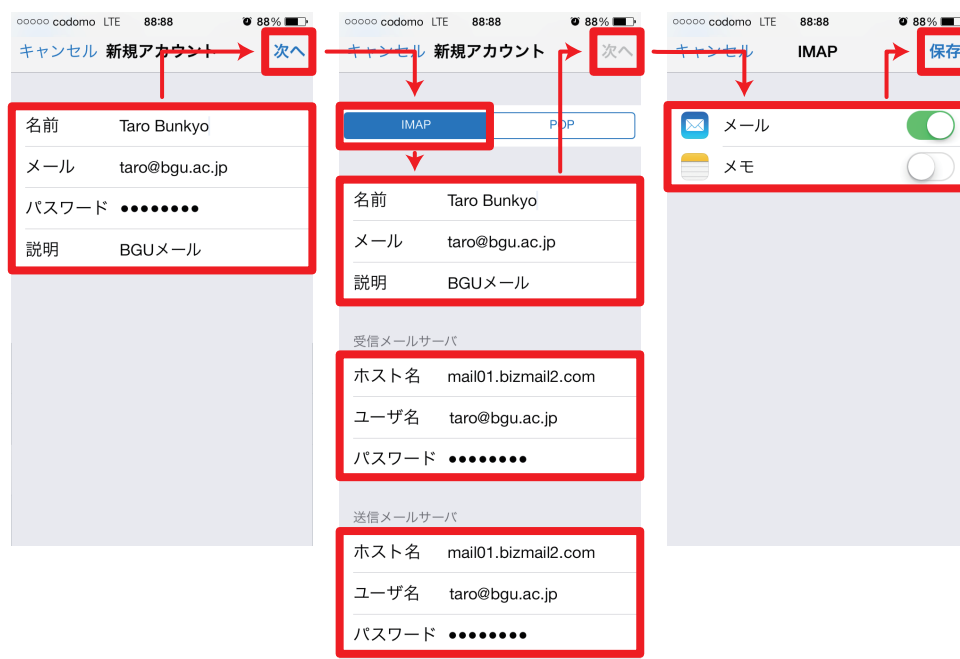 ooooo codomo LTE 88:88 88%
キャンセル 新規アカウント 次へ
名前 Taro Bunkyo
メール taro@bgu.ac.jp
パスワード ●●●●●●●●
説明 BGUメール
ooooo codomo LTE 88:88 88%
キャンセル 新規アカウント 次へ
IMAP POP
名前 Taro Bunkyo
メール taro@bgu.ac.jp
説明 BGUメール
受信メールサーバ
ホスト名 mail01.bizmail2.com
ユーザ名 taro@bgu.ac.jp
パスワード ●●●●●●●●
送信メールサーバ
ホスト名 mail01.bizmail2.com
ユーザ名 taro@bgu.ac.jp
パスワード ●●●●●●●●
ooooo codomo LTE 88:88 88%
キャンセル IMAP 保存
メール
メモ